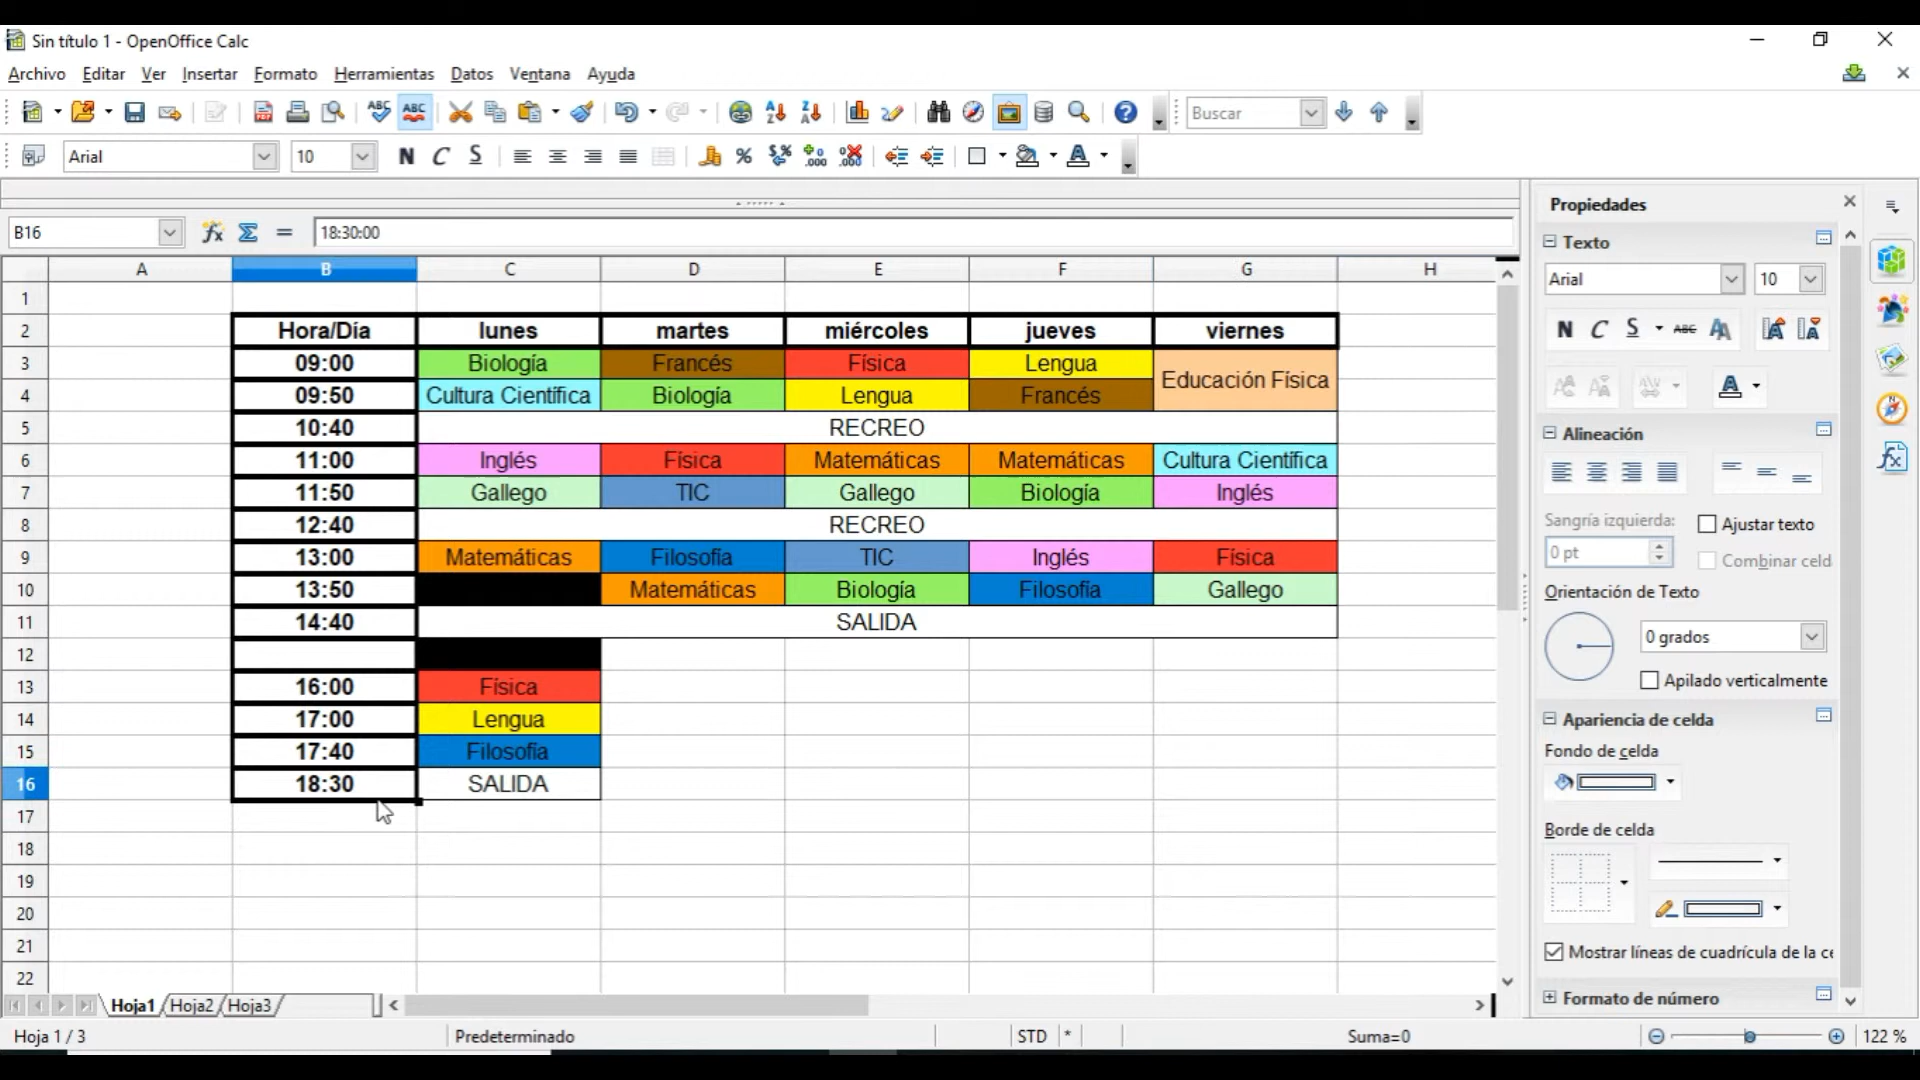 Sin título 1 - OpenOffice Calc
Archivo Editar Ver Insertar Formato Herramientas Datos Ventana Ayuda
Buscar
Arial 10 N C S
B16 18:30:00
A B C D E F G H
1
2 Hora/Día lunes martes miércoles jueves viernes
3 09:00 Biología Francés Física Lengua Educación Física
4 09:50 Cultura Científica Biología Lengua Francés
5 10:40 RECREO
6 11:00 Inglés Física Matemáticas Matemáticas Cultura Científica
7 11:50 Gallego TIC Gallego Biología Inglés
8 12:40 RECREO
9 13:00 Matemáticas Filosofía TIC Inglés Física
10 13:50 Matemáticas Biología Filosofía Gallego
11 14:40 SALIDA
12
13 16:00 Física
14 17:00 Lengua
15 17:40 Filosofía
16 18:30 SALIDA
17
18
19
20
21
22
Hoja1 Hoja2 Hoja3
Hoja 1 / 3 Predeterminado STD * Suma=0 122 %
Propiedades
Texto
Arial 10
N C S ABC
Alineación
Sangría izquierda: Ajustar texto
0 pt Combinar celd
Orientación de Texto
0 grados
Apilado verticalmente
Apariencia de celda
Fondo de celda
Borde de celda
Mostrar líneas de cuadrícula de la ce
Formato de número